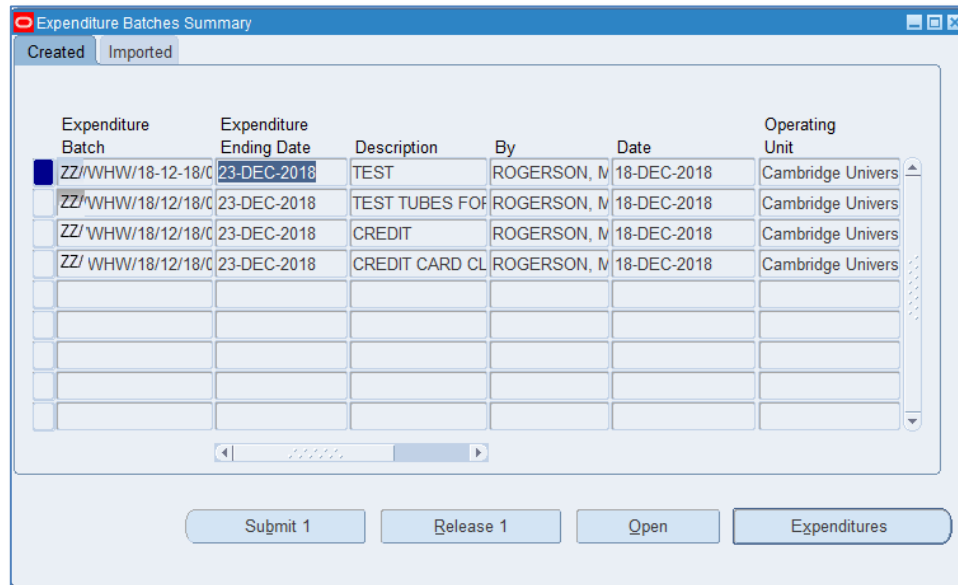 Expenditure Batches Summary
Created Imported
Expenditure Expenditure Operating
Batch Ending Date Description By Date Unit
ZZ//WHW/18-12-18/0 23-DEC-2018 TEST ROGERSON, M 18-DEC-2018 Cambridge Univers
ZZ/'WHW/18/12/18/0 23-DEC-2018 TEST TUBES FOR ROGERSON, M 18-DEC-2018 Cambridge Univers
ZZ/'WHW/18/12/18/0 23-DEC-2018 CREDIT ROGERSON, M 18-DEC-2018 Cambridge Univers
ZZ/ WHW/18/12/18/0 23-DEC-2018 CREDIT CARD CL ROGERSON, M 18-DEC-2018 Cambridge Univers
Submit 1 Release 1 Open Expenditures